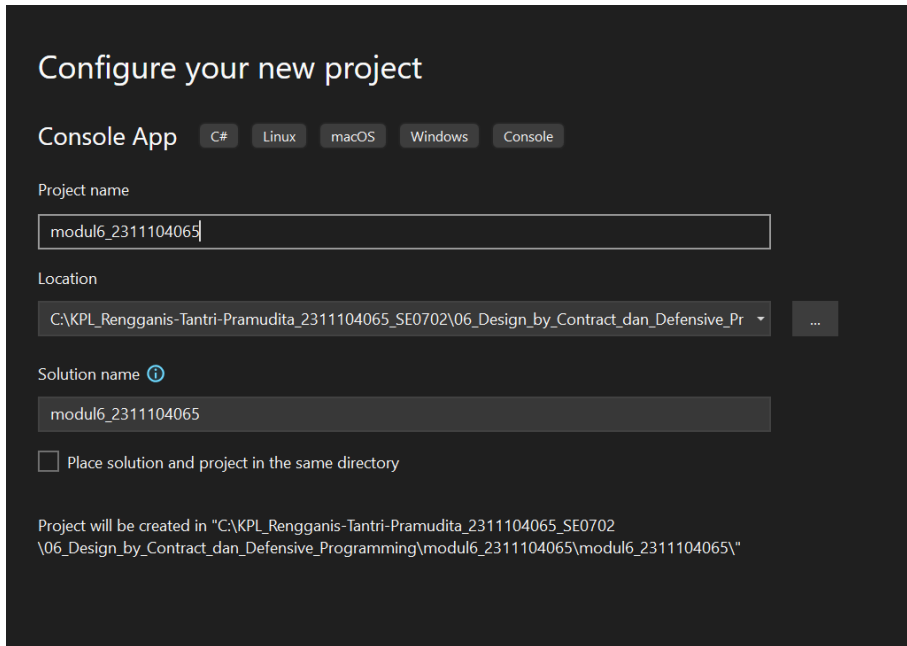 Configure your new project
Console App C# Linux macOS Windows Console
Project name
modul6_2311104065
Location
C:\KPL_Rengganis-Tantri-Pramudita_2311104065_SE0702\06_Design_by_Contract_dan_Defensive_Pr
...
Solution name
modul6_2311104065
Place solution and project in the same directory
Project will be created in "C:\KPL_Rengganis-Tantri-Pramudita_2311104065_SE0702
\06_Design_by_Contract_dan_Defensive_Programming\modul6_2311104065\modul6_2311104065\"